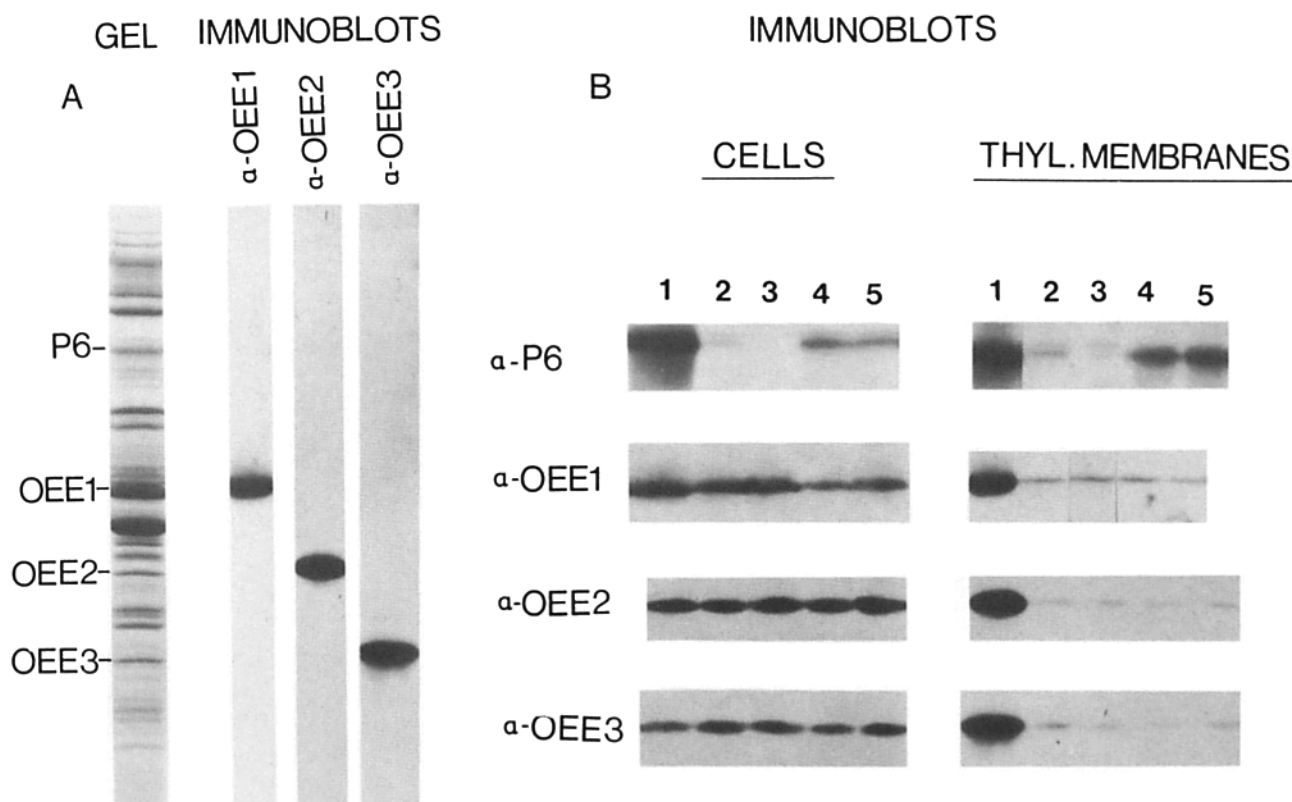 GEL IMMUNOBLOTS
A
α-OEE1
α-OEE2
α-OEE3
P6-
OEE1-
OEE2-
OEE3-
IMMUNOBLOTS
B
CELLS THYL. MEMBRANES
1 2 3 4 5 1 2 3 4 5
α-P6
α-OEE1
α-OEE2
α-OEE3